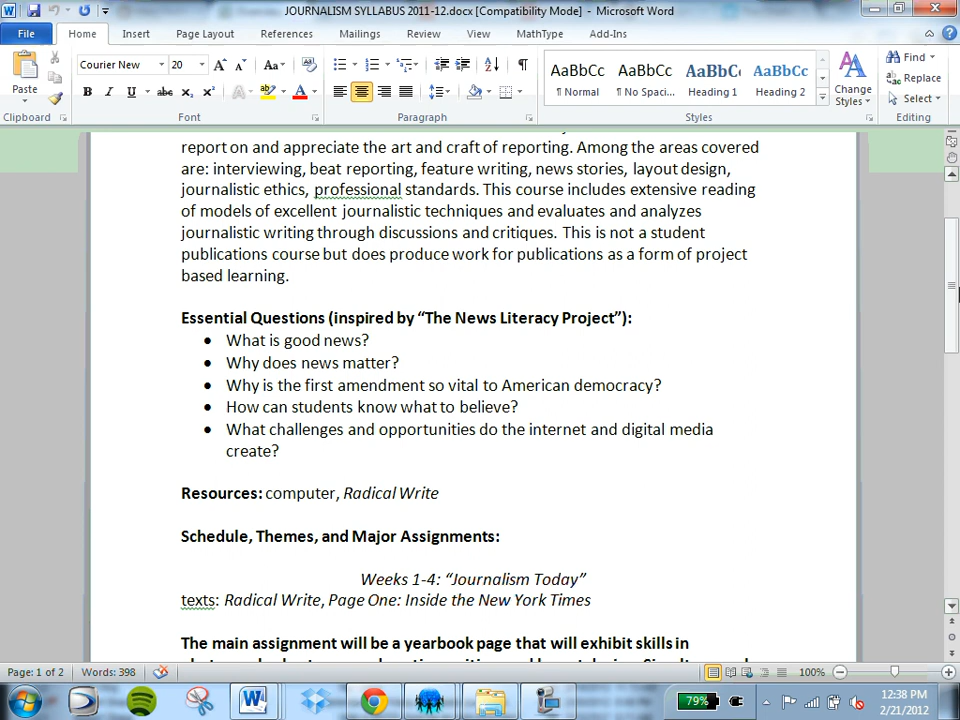 JOURNALISM SYLLABUS 2011-12.docx [Compatibility Mode] - Microsoft Word
File Home Insert Page Layout References Mailings Review View MathType Add-Ins
Courier New 20 Aa
Paste
B I U abc X₂ X² A ab A
AaBbCc AaBbCc AaBbCc AaBbCc
¶ Normal ¶ No Spaci... Heading 1 Heading 2
Change Styles
Find
Replace
Select
Clipboard Font Paragraph Styles Editing
report on and appreciate the art and craft of reporting. Among the areas covered
are: interviewing, beat reporting, feature writing, news stories, layout design,
journalistic ethics, professional standards. This course includes extensive reading
of models of excellent journalistic techniques and evaluates and analyzes
journalistic writing through discussions and critiques. This is not a student
publications course but does produce work for publications as a form of project
based learning.
Essential Questions (inspired by “The News Literacy Project”):
• What is good news?
• Why does news matter?
• Why is the first amendment so vital to American democracy?
• How can students know what to believe?
• What challenges and opportunities do the internet and digital media
create?
Resources: computer, Radical Write
Schedule, Themes, and Major Assignments:
Weeks 1-4: “Journalism Today”
texts: Radical Write, Page One: Inside the New York Times
The main assignment will be a yearbook page that will exhibit skills in
Page: 1 of 2 Words: 398 100%
79%
12:38 PM
2/21/2012